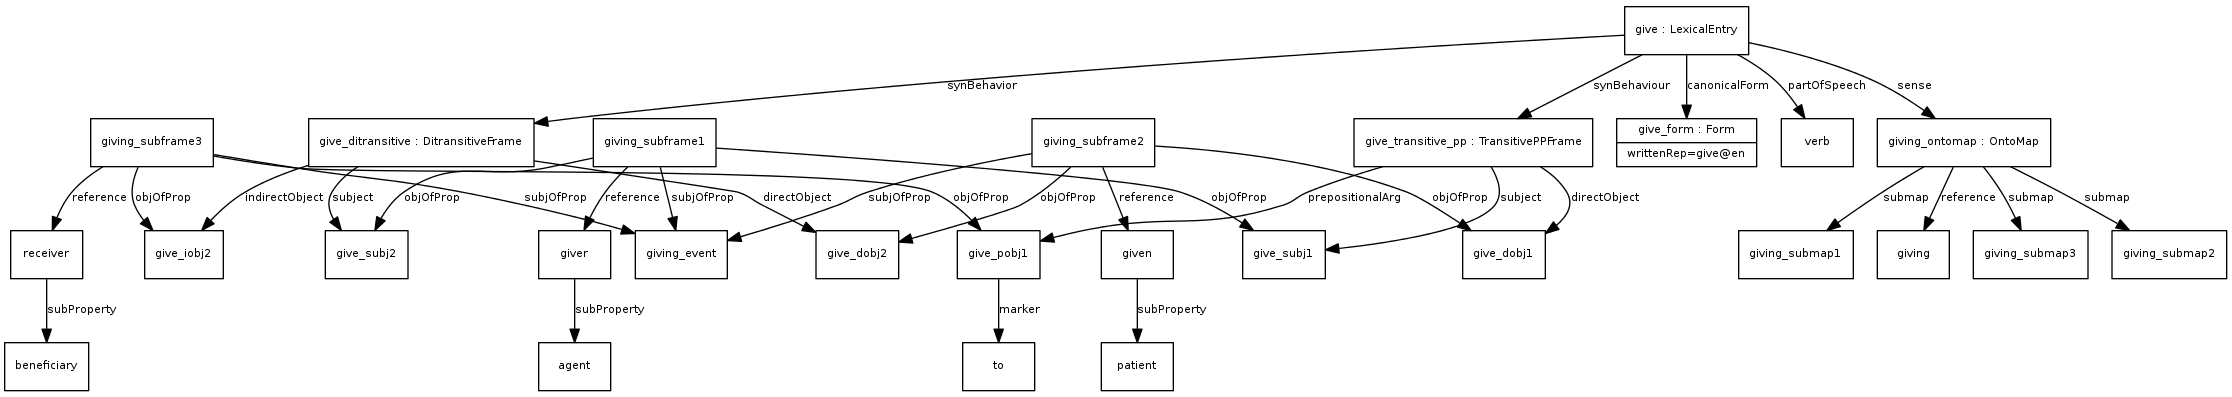 give : LexicalEntry
synBehavior
synBehaviour
canonicalForm
partOfSpeech
sense
giving_subframe3
give_ditransitive : DitransitiveFrame
giving_subframe1
giving_subframe2
give_transitive_pp : TransitivePPFrame
give_form : Form
writtenRep=give@en
verb
giving_ontomap : OntoMap
reference
objOfProp
indirectObject
subject
objOfProp
subjOfProp
reference
subjOfProp
directObject
subjOfProp
objOfProp
objOfProp
reference
objOfProp
prepositionalArg
objOfProp
subject
directObject
submap
reference
submap
submap
receiver
give_iobj2
give_subj2
giver
giving_event
give_dobj2
give_pobj1
given
give_subj1
give_dobj1
giving_submap1
giving
giving_submap3
giving_submap2
subProperty
subProperty
marker
subProperty
beneficiary
agent
to
patient